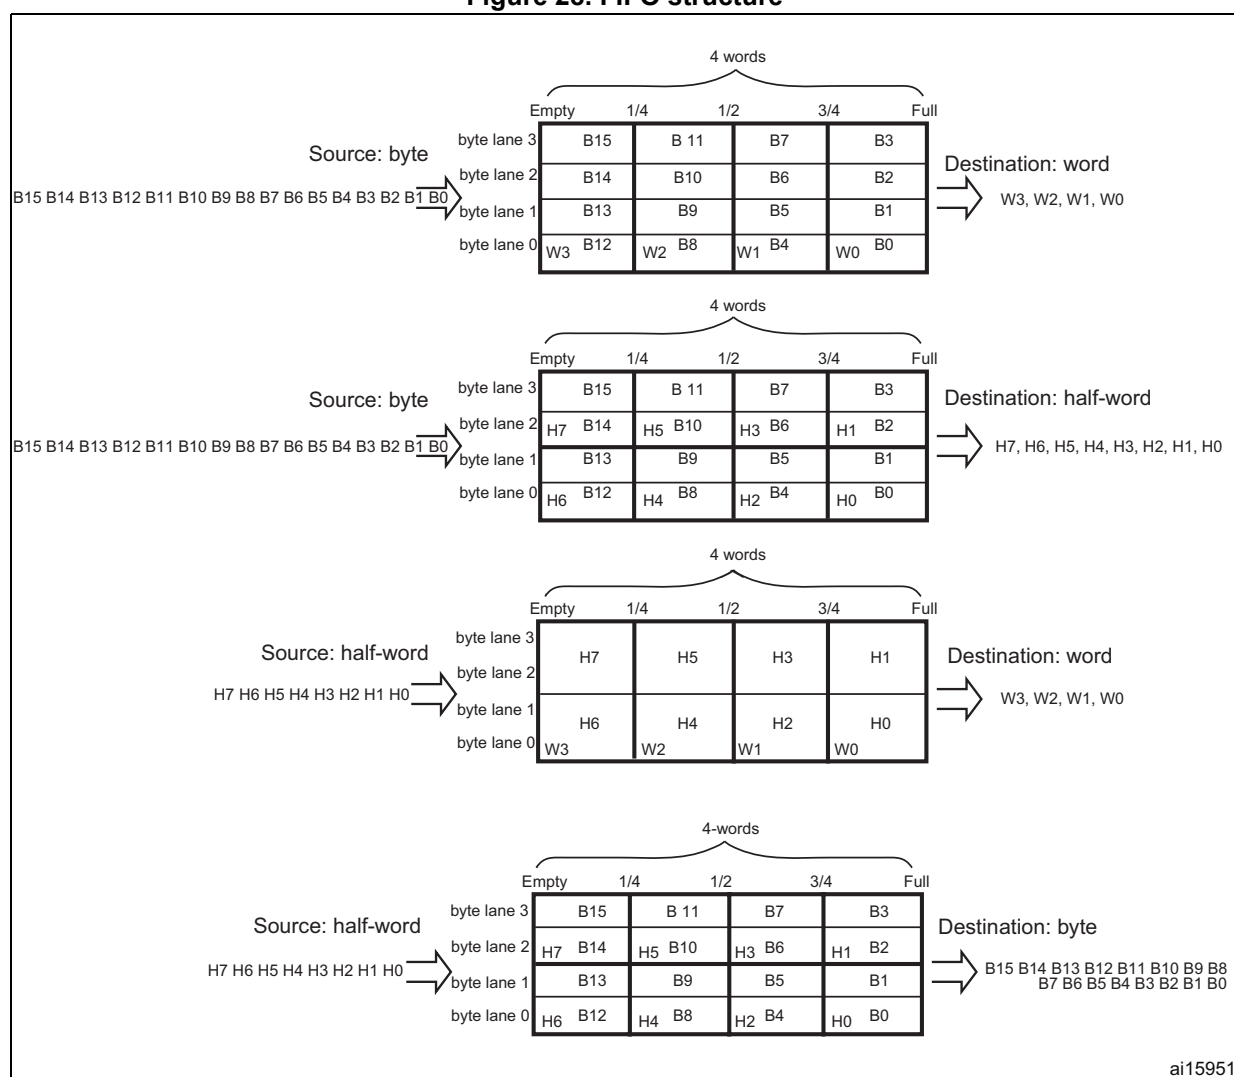 4 words
Empty 1/4 1/2 3/4 Full
byte lane 3 B15 B 11 B7 B3
Source: byte
Destination: word
byte lane 2 B14 B10 B6 B2
B15 B14 B13 B12 B11 B10 B9 B8 B7 B6 B5 B4 B3 B2 B1 B0
W3, W2, W1, W0
byte lane 1 B13 B9 B5 B1
byte lane 0 W3 B12 W2 B8 W1 B4 W0 B0
4 words
Empty 1/4 1/2 3/4 Full
byte lane 3 B15 B 11 B7 B3
Source: byte
Destination: half-word
byte lane 2 H7 B14 H5 B10 H3 B6 H1 B2
B15 B14 B13 B12 B11 B10 B9 B8 B7 B6 B5 B4 B3 B2 B1 B0
H7, H6, H5, H4, H3, H2, H1, H0
byte lane 1 B13 B9 B5 B1
byte lane 0 H6 B12 H4 B8 H2 B4 H0 B0
4 words
Empty 1/4 1/2 3/4 Full
byte lane 3
Source: half-word
H7 H5 H3 H1
Destination: word
byte lane 2
H7 H6 H5 H4 H3 H2 H1 H0
W3, W2, W1, W0
byte lane 1
H6 H4 H2 H0
byte lane 0 W3 W2 W1 W0
4-words
Empty 1/4 1/2 3/4 Full
byte lane 3 B15 B 11 B7 B3
Source: half-word
Destination: byte
byte lane 2 H7 B14 H5 B10 H3 B6 H1 B2
H7 H6 H5 H4 H3 H2 H1 H0
B15 B14 B13 B12 B11 B10 B9 B8
B7 B6 B5 B4 B3 B2 B1 B0
byte lane 1 B13 B9 B5 B1
byte lane 0 H6 B12 H4 B8 H2 B4 H0 B0
ai15951